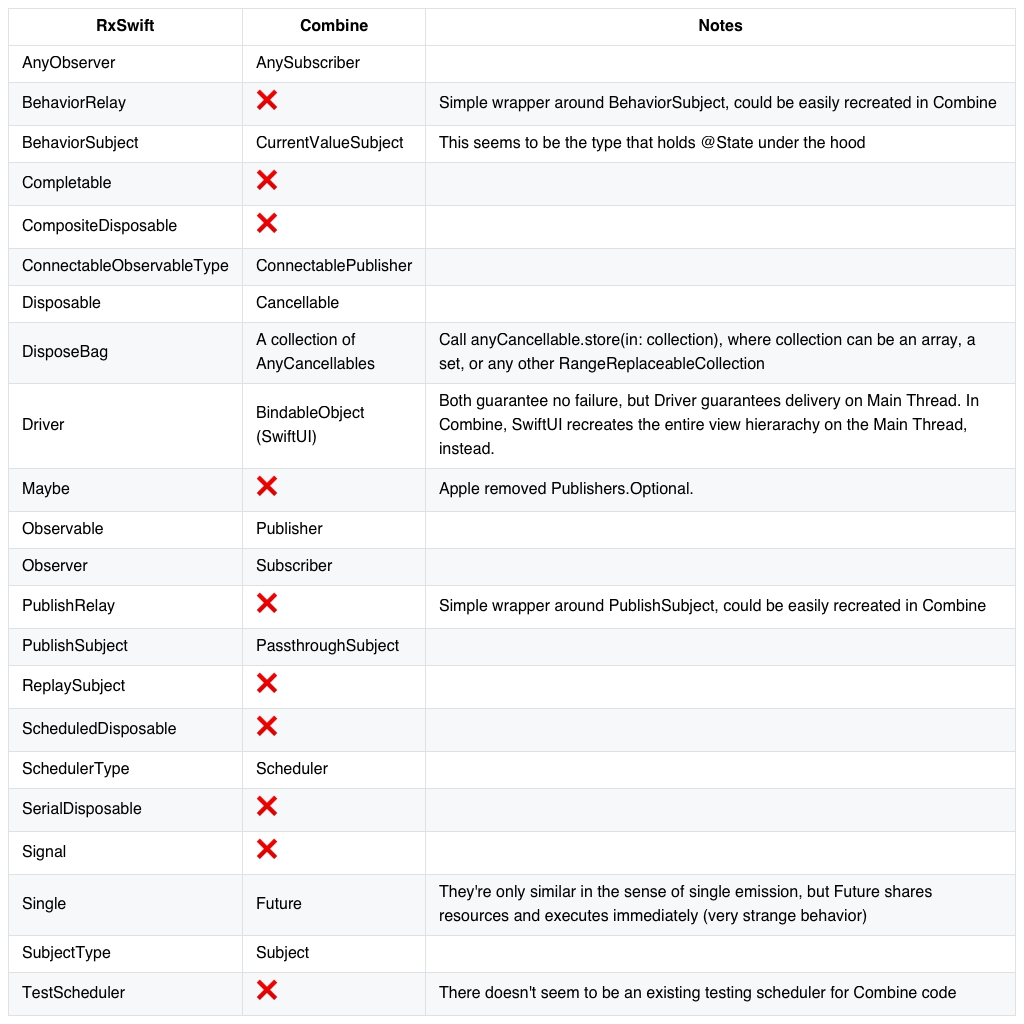 RxSwift Combine Notes
AnyObserver AnySubscriber
BehaviorRelay ❌ Simple wrapper around BehaviorSubject, could be easily recreated in Combine
BehaviorSubject CurrentValueSubject This seems to be the type that holds @State under the hood
Completable ❌
CompositeDisposable ❌
ConnectableObservableType ConnectablePublisher
Disposable Cancellable
DisposeBag
A collection of
AnyCancellables
Call anyCancellable.store(in: collection), where collection can be an array, a
set, or any other RangeReplaceableCollection
Driver
BindableObject
(SwiftUI)
Both guarantee no failure, but Driver guarantees delivery on Main Thread. In
Combine, SwiftUI recreates the entire view hierarachy on the Main Thread,
instead.
Maybe ❌ Apple removed Publishers.Optional.
Observable Publisher
Observer Subscriber
PublishRelay ❌ Simple wrapper around PublishSubject, could be easily recreated in Combine
PublishSubject PassthroughSubject
ReplaySubject ❌
ScheduledDisposable ❌
SchedulerType Scheduler
SerialDisposable ❌
Signal ❌
Single Future
They're only similar in the sense of single emission, but Future shares
resources and executes immediately (very strange behavior)
SubjectType Subject
TestScheduler ❌ There doesn't seem to be an existing testing scheduler for Combine code